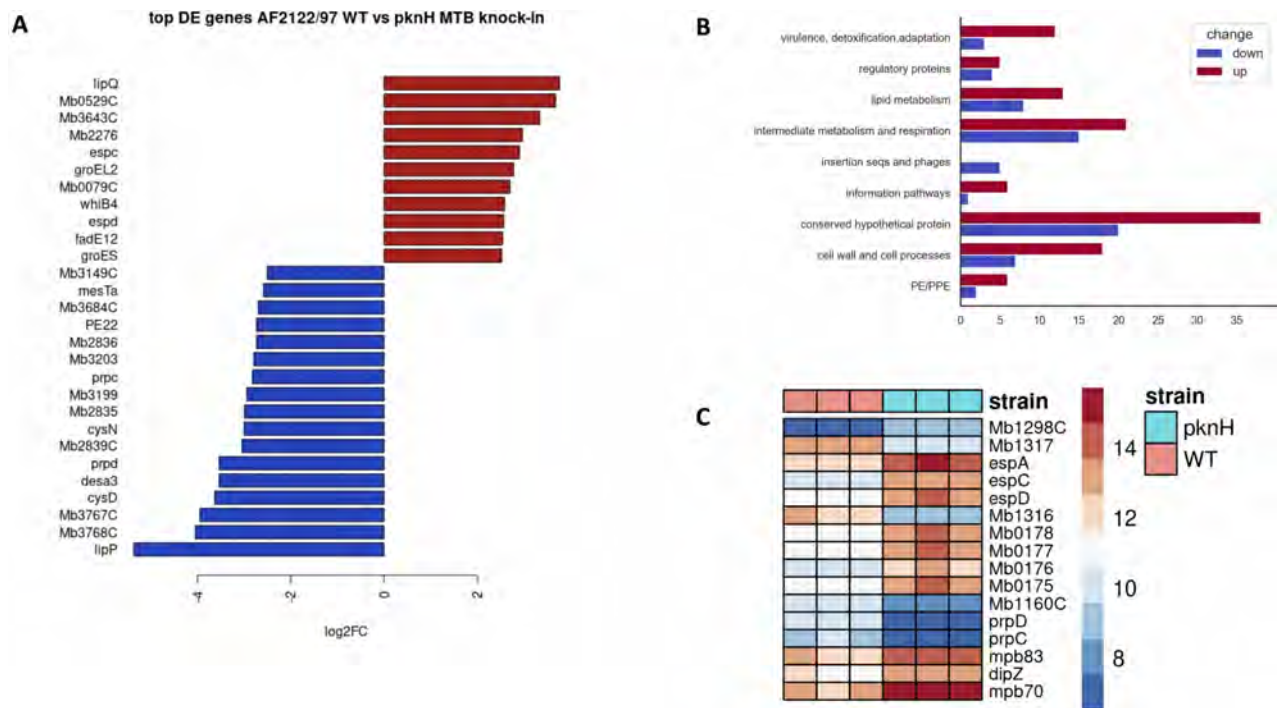 A
top DE genes AF2122/97 WT vs pknH MTB knock-in
lipQ
Mb0529C
Mb3643C
Mb2276
espc
groEL2
Mb0079C
whiB4
espd
fadE12
groES
Mb3149C
mesTa
Mb3684C
PE22
Mb2836
Mb3203
prpc
Mb3199
Mb2835
cysN
Mb2839C
prpd
desa3
cysD
Mb3767C
Mb3768C
lipP
-4
-2
0
2
log2FC
B
virulence, detoxification,adaptation
regulatory proteins
lipid metabolism
intermediate metabolism and respiration
insertion seqs and phages
information pathways
conserved hypothetical protein
cell wall and cell processes
PE/PPE
0 5 10 15 20 25 30 35
change
down
up
C
strain
Mb1298C
Mb1317
espA
espC
espD
Mb1316
Mb0178
Mb0177
Mb0176
Mb0175
Mb1160C
prpD
prpC
mpb83
dipZ
mpb70
14
12
10
8
strain
pknH
WT